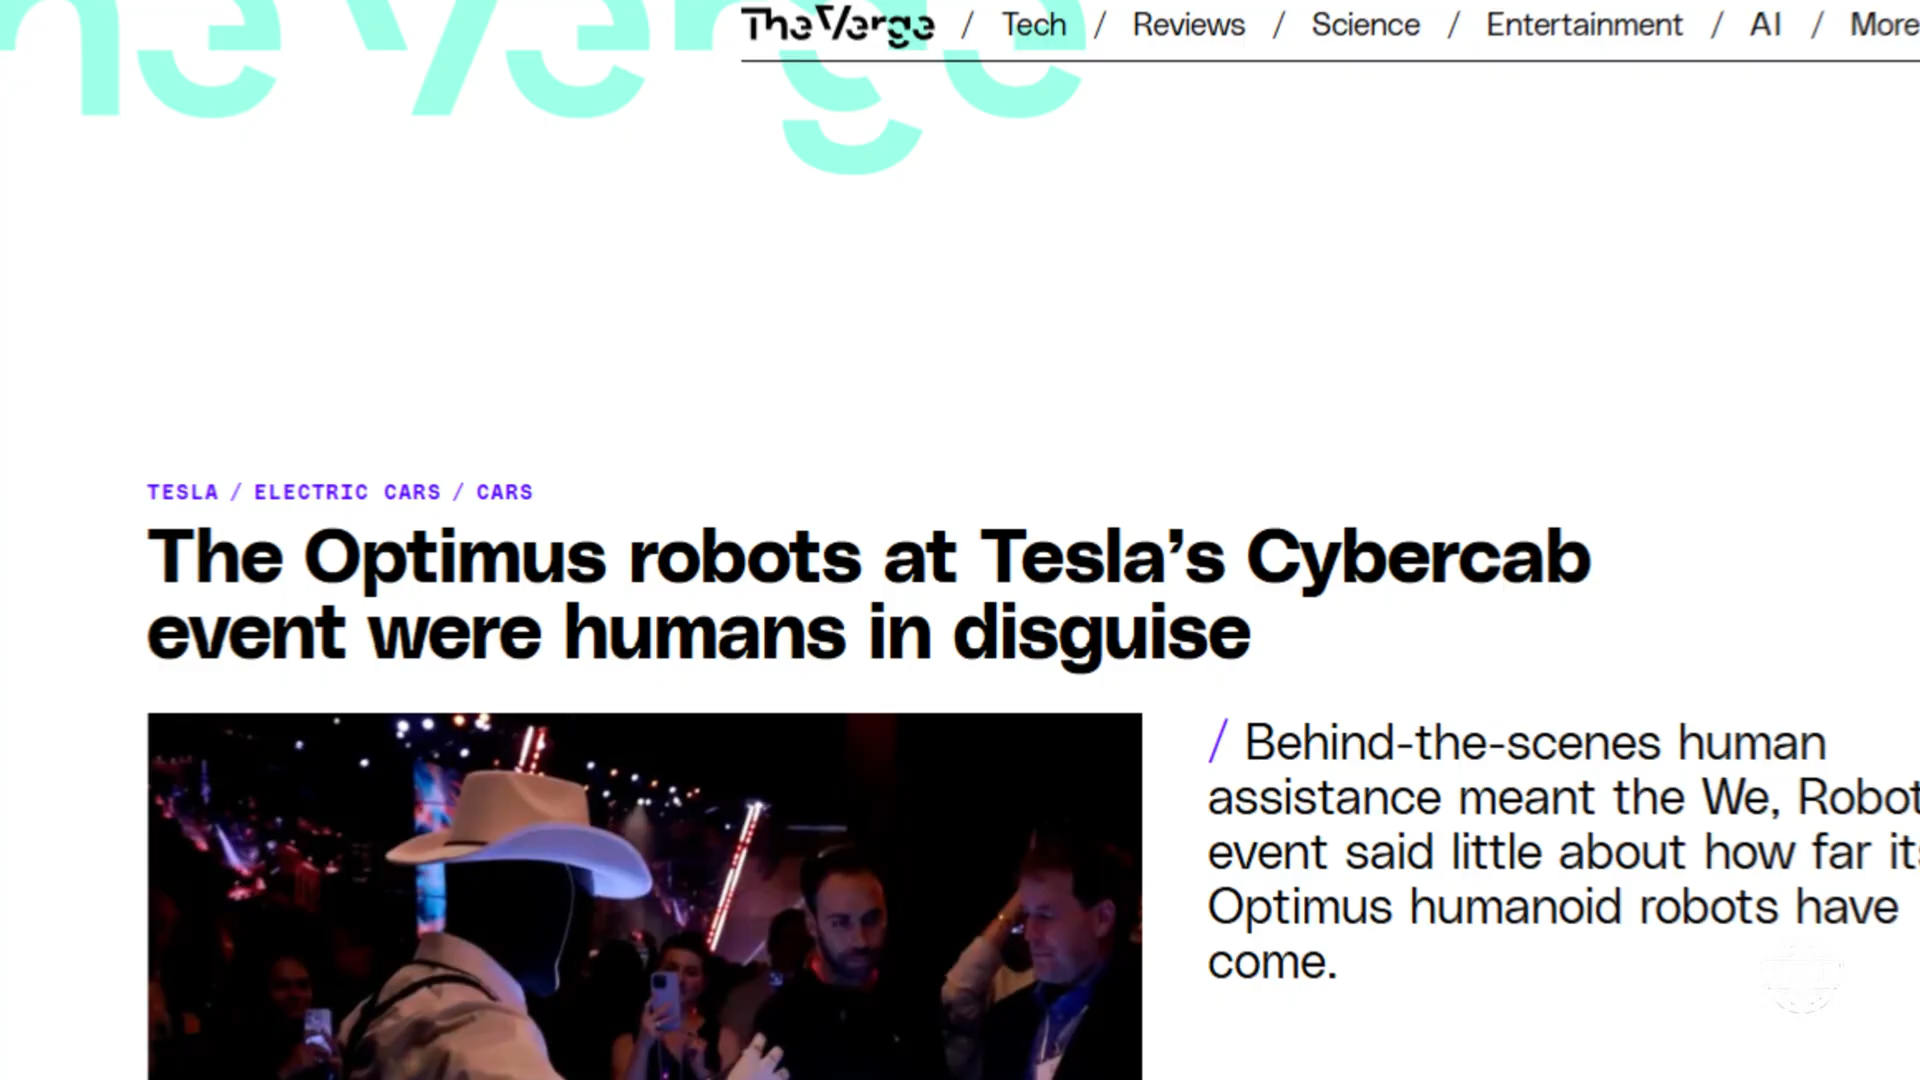 The Verge
The Verge / Tech / Reviews / Science / Entertainment / AI / More
TESLA / ELECTRIC CARS / CARS
The Optimus robots at Tesla’s Cybercab
event were humans in disguise
/ Behind-the-scenes human
assistance meant the We, Robot
event said little about how far its
Optimus humanoid robots have
come.